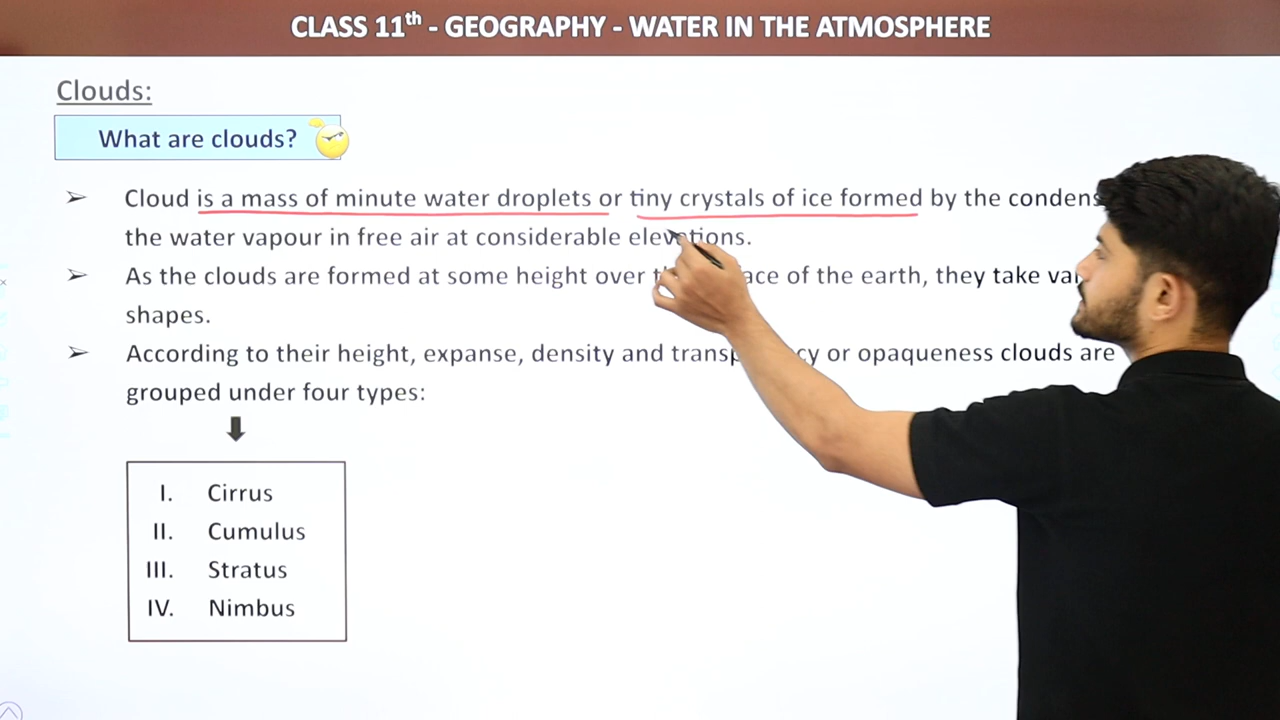 CLASS 11th - GEOGRAPHY - WATER IN THE ATMOSPHERE
Clouds:
What are clouds?
➢ Cloud is a mass of minute water droplets or tiny crystals of ice formed by the
the water vapour in free air at considerable elevations.
➢ As the clouds are formed at some height over of the earth, they take
shapes.
➢ According to their height, expense, density and or opaqueness clouds are
grouped under four types:
I. Cirrus
II. Cumulus
III. Stratus
IV. Nimbus